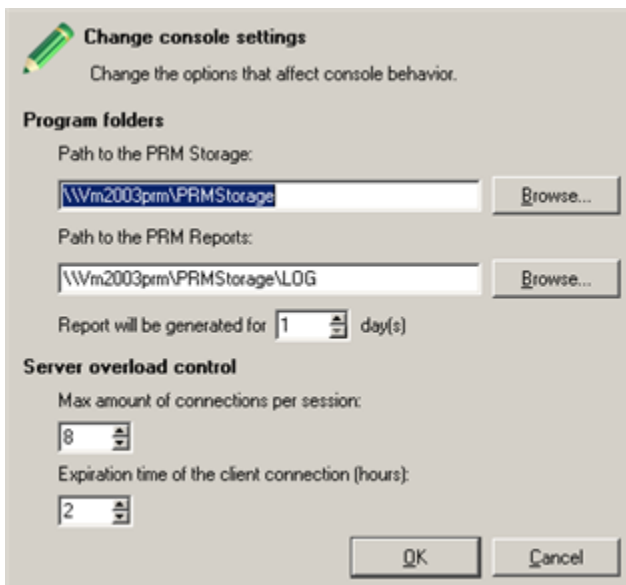 Change console settings
Change the options that affect console behavior.
Program folders
Path to the PRM Storage:
\\Vm2003prm\PRMStorage
Browse...
Path to the PRM Reports:
\\Vm2003prm\PRMStorage\LOG
Browse...
Report will be generated for 1 day(s)
Server overload control
Max amount of connections per session:
8
Expiration time of the client connection (hours):
2
OK Cancel